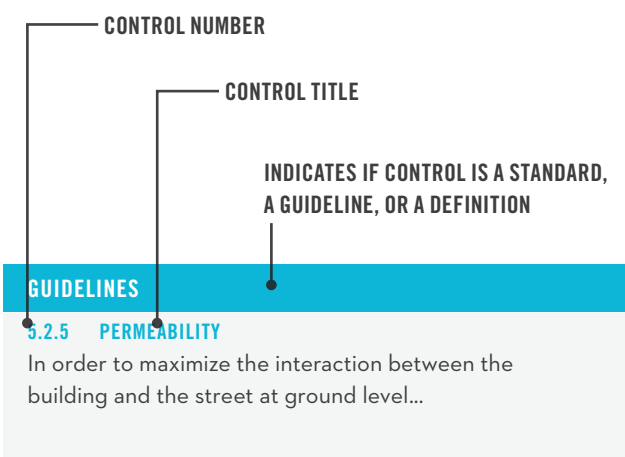 CONTROL NUMBER
CONTROL TITLE
INDICATES IF CONTROL IS A STANDARD,
A GUIDELINE, OR A DEFINITION
GUIDELINES
5.2.5 PERMEABILITY
In order to maximize the interaction between the
building and the street at ground level...